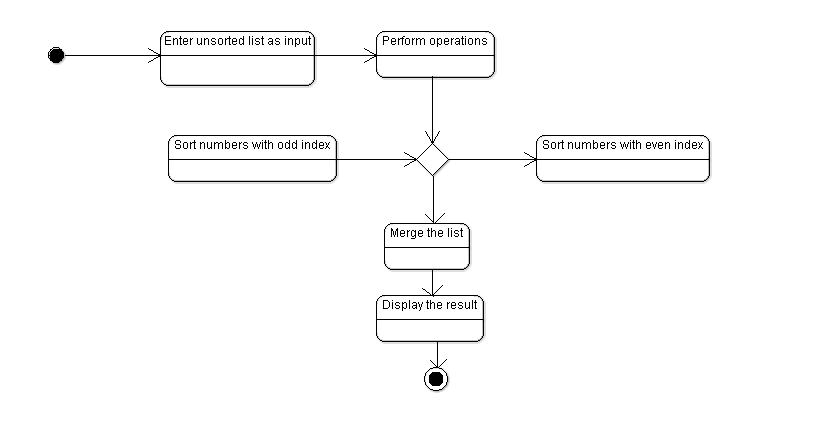 Enter unsorted list as input
Perform operations
Sort numbers with odd index
Sort numbers with even index
Merge the list
Display the result